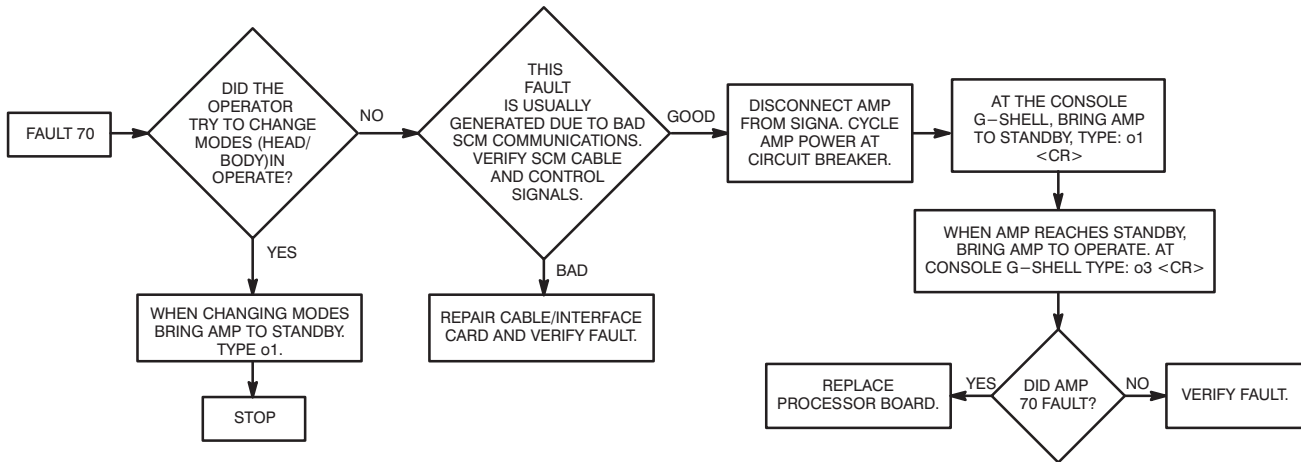 FAULT 70
DID THE
OPERATOR
TRY TO CHANGE
MODES (HEAD/
BODY)IN
OPERATE?
NO
YES
WHEN CHANGING MODES
BRING AMP TO STANDBY.
TYPE o1.
STOP
THIS
FAULT
IS USUALLY
GENERATED DUE TO BAD
SCM COMMUNICATIONS.
VERIFY SCM CABLE
AND CONTROL
SIGNALS.
GOOD
BAD
REPAIR CABLE/INTERFACE
CARD AND VERIFY FAULT.
DISCONNECT AMP
FROM SIGNA. CYCLE
AMP POWER AT
CIRCUIT BREAKER.
AT THE CONSOLE
G–SHELL, BRING AMP
TO STANDBY, TYPE: o1
<CR>
WHEN AMP REACHES STANDBY,
BRING AMP TO OPERATE. AT
CONSOLE G–SHELL TYPE: o3 <CR>
DID AMP
70 FAULT?
YES
REPLACE
PROCESSOR BOARD.
NO
VERIFY FAULT.